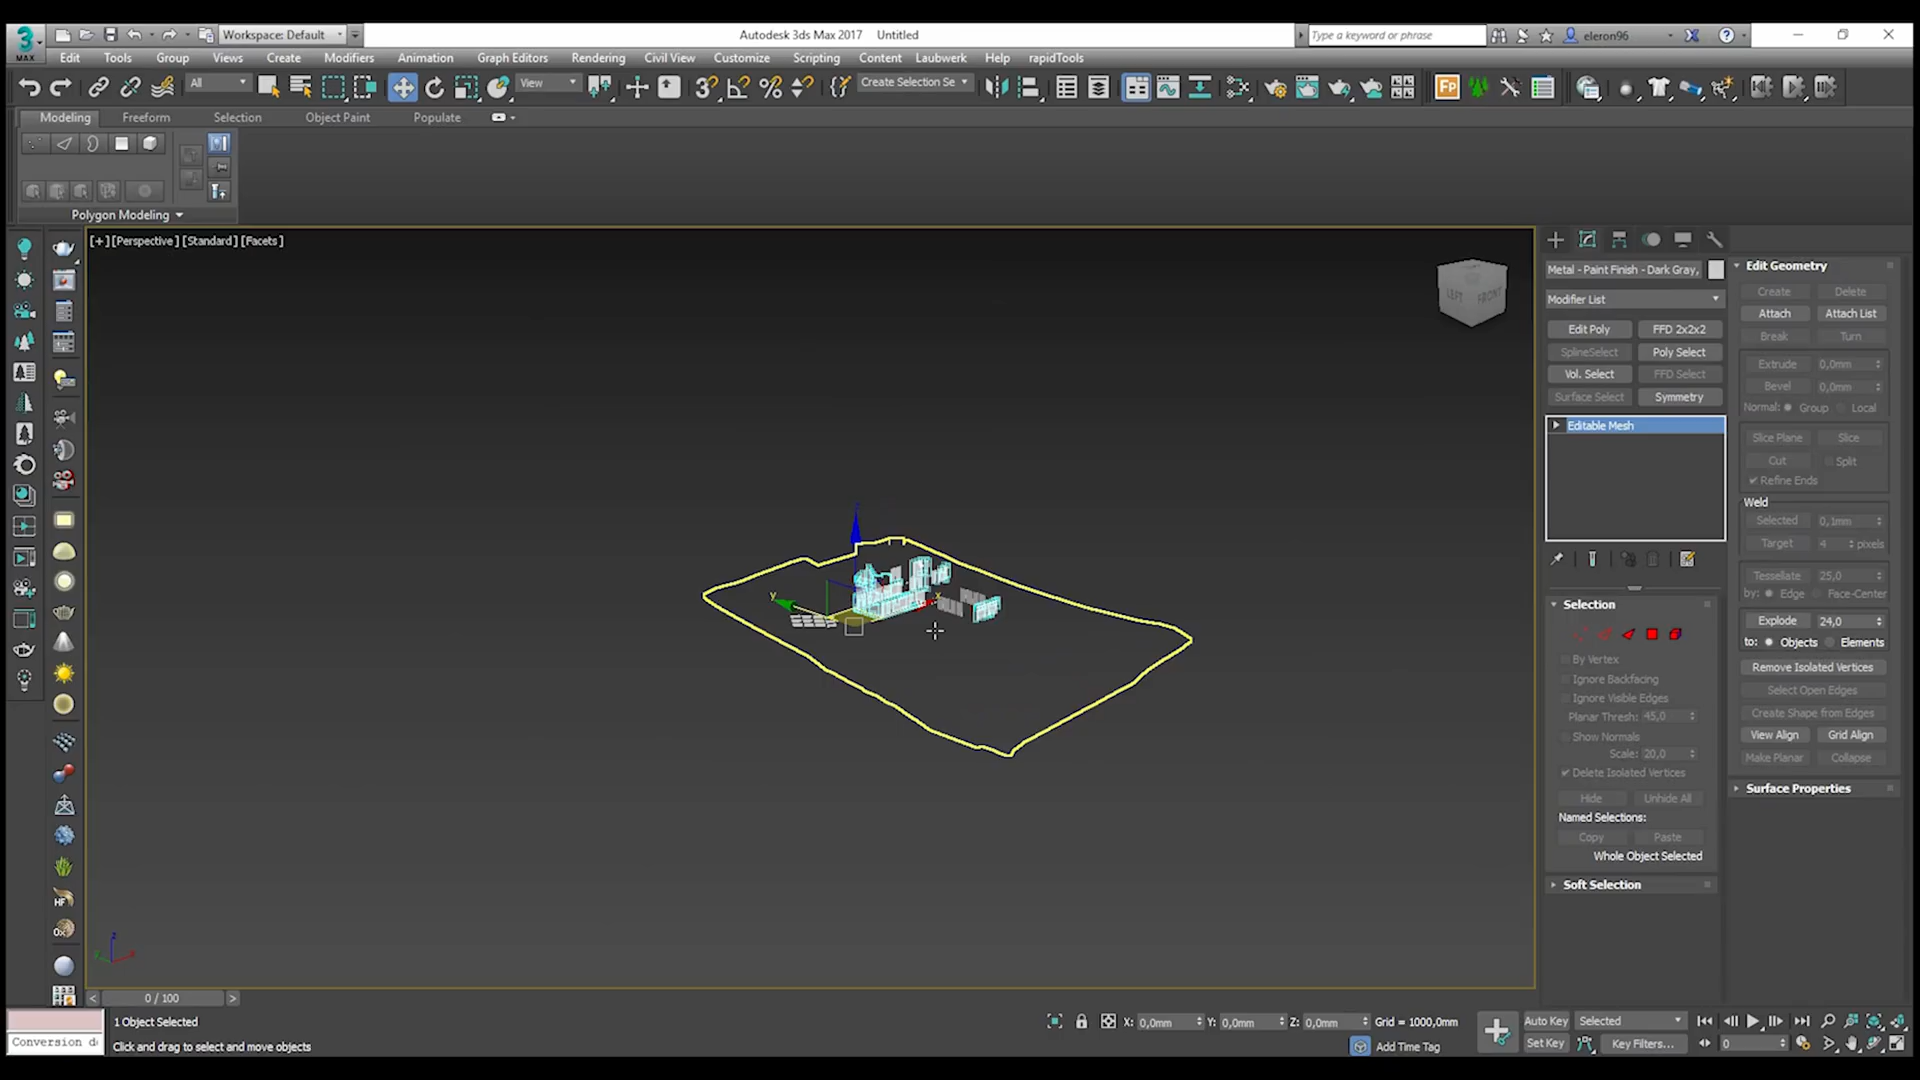 Workspace: Default
Autodesk 3ds Max 2017 Untitled
Type a keyword or phrase
eleron96
MAX
Edit Tools Group Views Create Modifiers Animation Graph Editors Rendering Civil View Customize Scripting Content Laubwerk Help rapidTools
All
View
Create Selection Se
Modeling Freeform Selection Object Paint Populate
Polygon Modeling
[+] [Perspective] [Standard] [Facets]
LEFT FRONT
Metal - Paint Finish - Dark Gray,
Modifier List
Edit Poly FFD 2x2x2
SplineSelect Poly Select
Vol. Select FFD Select
Surface Select Symmetry
Editable Mesh
Selection
By Vertex
Ignore Backfacing
Ignore Visible Edges
Planar Thresh: 45,0
Show Normals
Scale: 20,0
Delete Isolated Vertices
Hide Unhide All
Named Selections:
Copy Paste
Whole Object Selected
Soft Selection
Edit Geometry
Create Delete
Attach Attach List
Break Turn
Extrude 0,0mm
Bevel 0,0mm
Normal: Group Local
Slice Plane Slice
Cut Split
Refine Ends
Weld
Selected 0,1mm
Target 4 pixels
Tessellate 25,0
by: Edge Face-Center
Explode 24,0
to: Objects Elements
Remove Isolated Vertices
Select Open Edges
Create Shape from Edges
View Align Grid Align
Make Planar Collapse
Surface Properties
y
x
z
HF
0 / 100
1 Object Selected
Click and drag to select and move objects
X: 0,0mm Y: 0,0mm Z: 0,0mm Grid = 1000,0mm
Add Time Tag
Auto Key Selected
Set Key Key Filters...
0